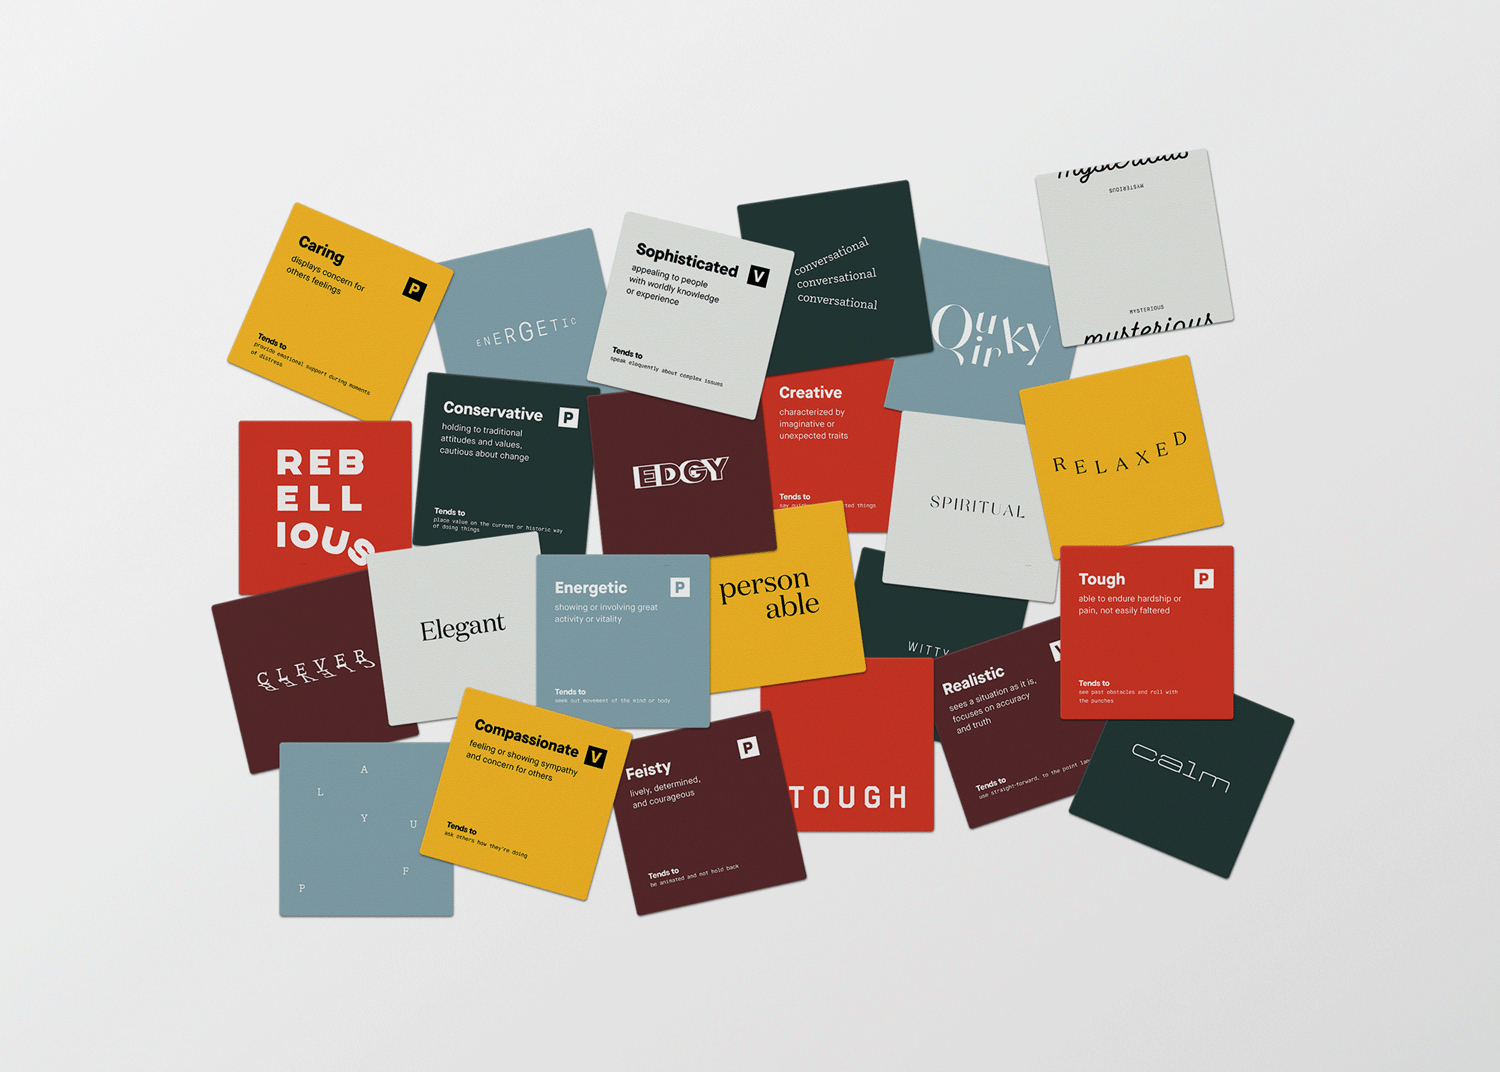 Caring
P
displays concern for
others feelings
Tends to
provide emotional support during moments
of distress
ENERGETIC
Sophisticated
V
appealing to people
with worldly knowledge
or experience
Tends to
speak eloquently about complex issues
conversational
conversational
conversational
Quirky
mysterious
MYSTERIOUS
MYSTERIOUS
mysterious
REB
ELL
IOUS
Conservative
P
holding to traditional
attitudes and values,
cautious about change
Tends to
place value on the current or historic way
of doing things
EDGY
Creative
characterized by
imaginative or
unexpected traits
Tends to
say things
SPIRITUAL
RELAXED
CLEVER
Elegant
Energetic
P
showing or involving great
activity or vitality
Tends to
seek out movement of the mind or body
person
able
WITTY
Realistic
V
sees a situation as it is,
focuses on accuracy
and truth
Tends to
use straight-forward, to the point
Tough
P
able to endure hardship or
pain, not easily faltered
Tends to
see past obstacles and roll with
the punches
A
L
Y
U
F
P
Compassionate
V
feeling or showing sympathy
and concern for others
Tends to
ask others how they're doing
Feisty
P
lively, determined,
and courageous
Tends to
be animated and not hold back
TOUGH
calm